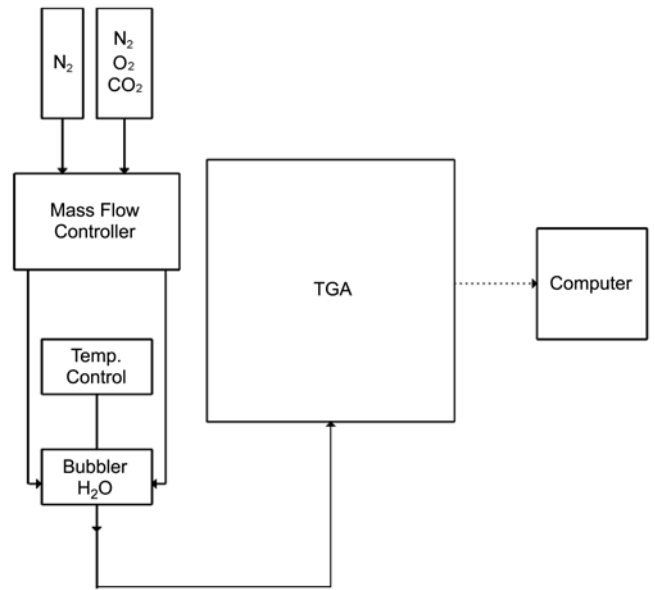 N₂
N₂
O₂
CO₂
Mass Flow
Controller
TGA
Computer
Temp.
Control
Bubbler
H₂O